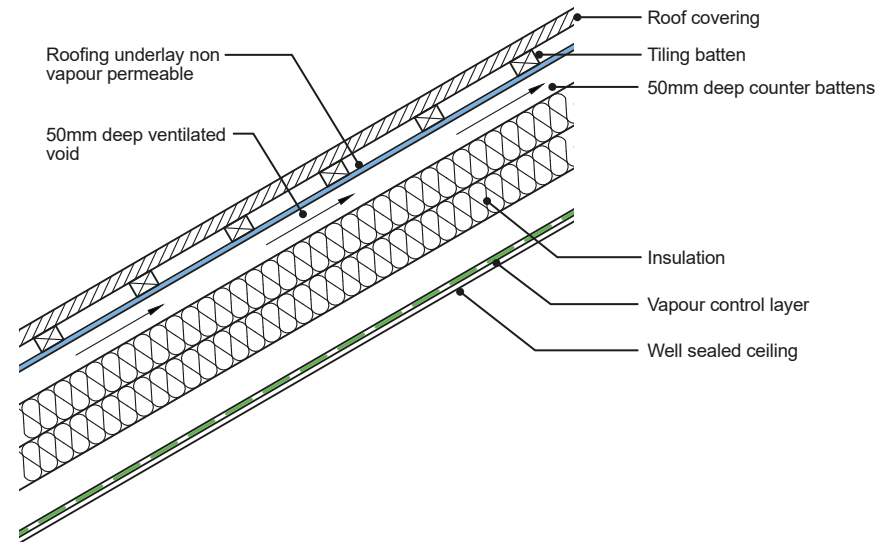 Roof covering
Roofing underlay non
vapour permeable
Tiling batten
50mm deep counter battens
50mm deep ventilated
void
Insulation
Vapour control layer
Well sealed ceiling